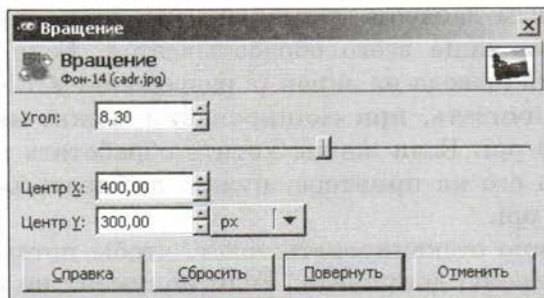 Вращение
Вращение
Фон-14 (cadr.jpg)
Угол: 8,30
Центр X: 400,00
Центр Y: 300,00 px
Справка Сбросить Повернуть Отменить